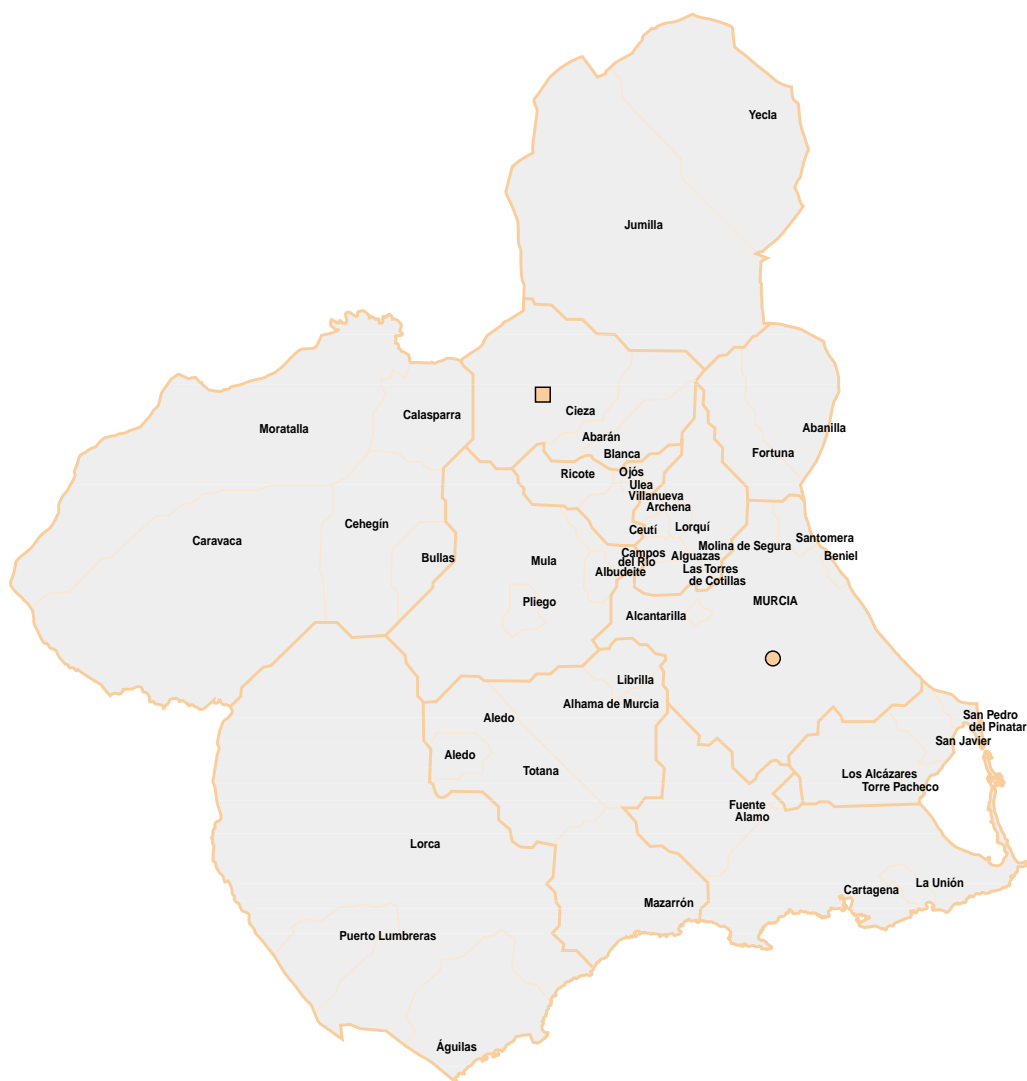 Yecla
Jumilla
Cieza
Calasparra
Moratalla
Abanilla
Abarán
Fortuna
Blanca
Ojós
Ricote
Ulea
Villanueva
Archena
Cehegín
Lorquí
Ceutí
Santomera
Caravaca
Molina de Segura
Campos
del RÍo
Alguazas
Beniel
Bullas
Mula
Albudeite
Las Torres
de Cotillas
Pliego
MURCIA
Alcantarilla
Librilla
Alhama de Murcia
San Pedro
del Pinatar
Aledo
San Javier
Aledo
Totana
Los Alcázares
Torre Pacheco
Fuente
Alamo
Lorca
La Unión
Cartagena
Mazarrón
Puerto Lumbreras
Águilas